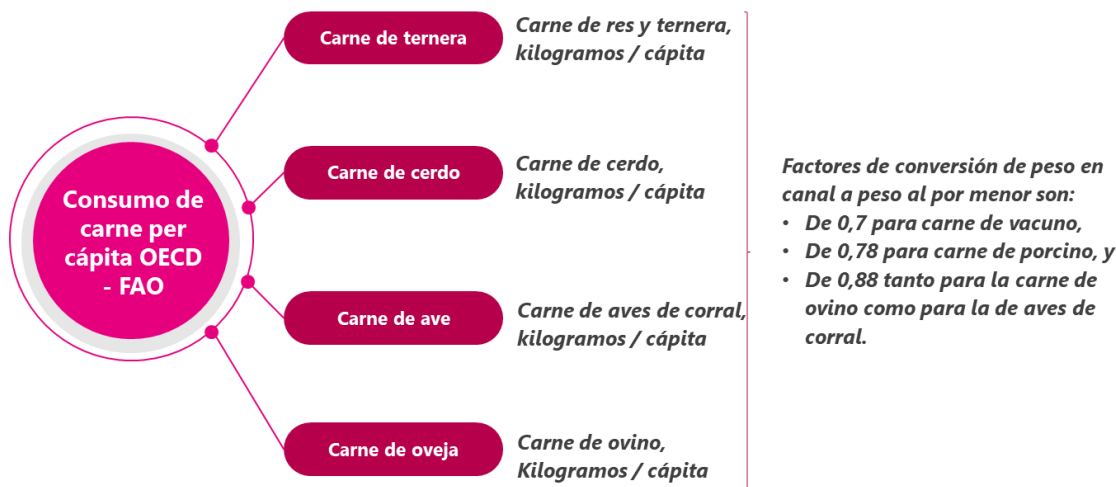 Consumo de
carne per
cápita OECD
- FAO
Carne de ternera
Carne de res y ternera,
kilogramos / cápita
Carne de cerdo
Carne de cerdo,
kilogramos / cápita
Carne de ave
Carne de aves de corral,
kilogramos / cápita
Carne de oveja
Carne de ovino,
Kilogramos / cápita
Factores de conversión de peso en
canal a peso al por menor son:
• De 0,7 para carne de vacuno,
• De 0,78 para carne de porcino, y
• De 0,88 tanto para la carne de
ovino como para la de aves de
corral.